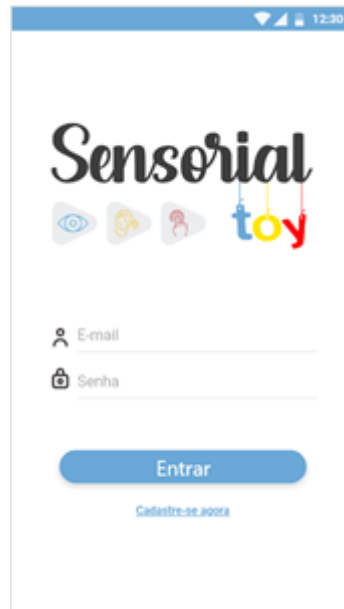 12:30
Sensorial
toy
E-mail
Senha
Entrar
Cadastre-se agora